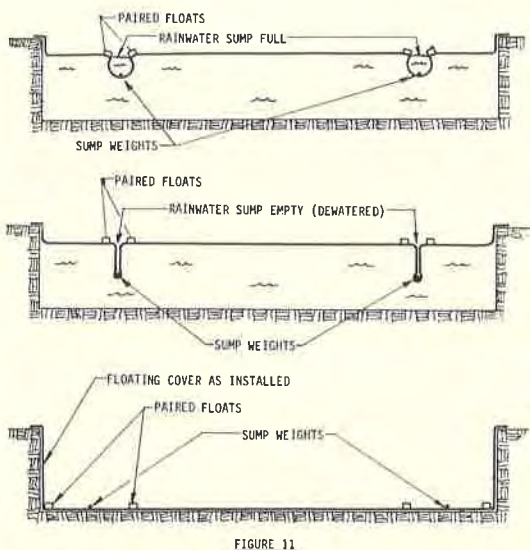 PAIRED FLOATS
RAINWATER SUMP FULL
SUMP WEIGHTS
PAIRED FLOATS
RAINWATER SUMP EMPTY (DEWATERED)
SUMP WEIGHTS
FLOATING COVER AS INSTALLED
PAIRED FLOATS
SUMP WEIGHTS
FIGURE 11